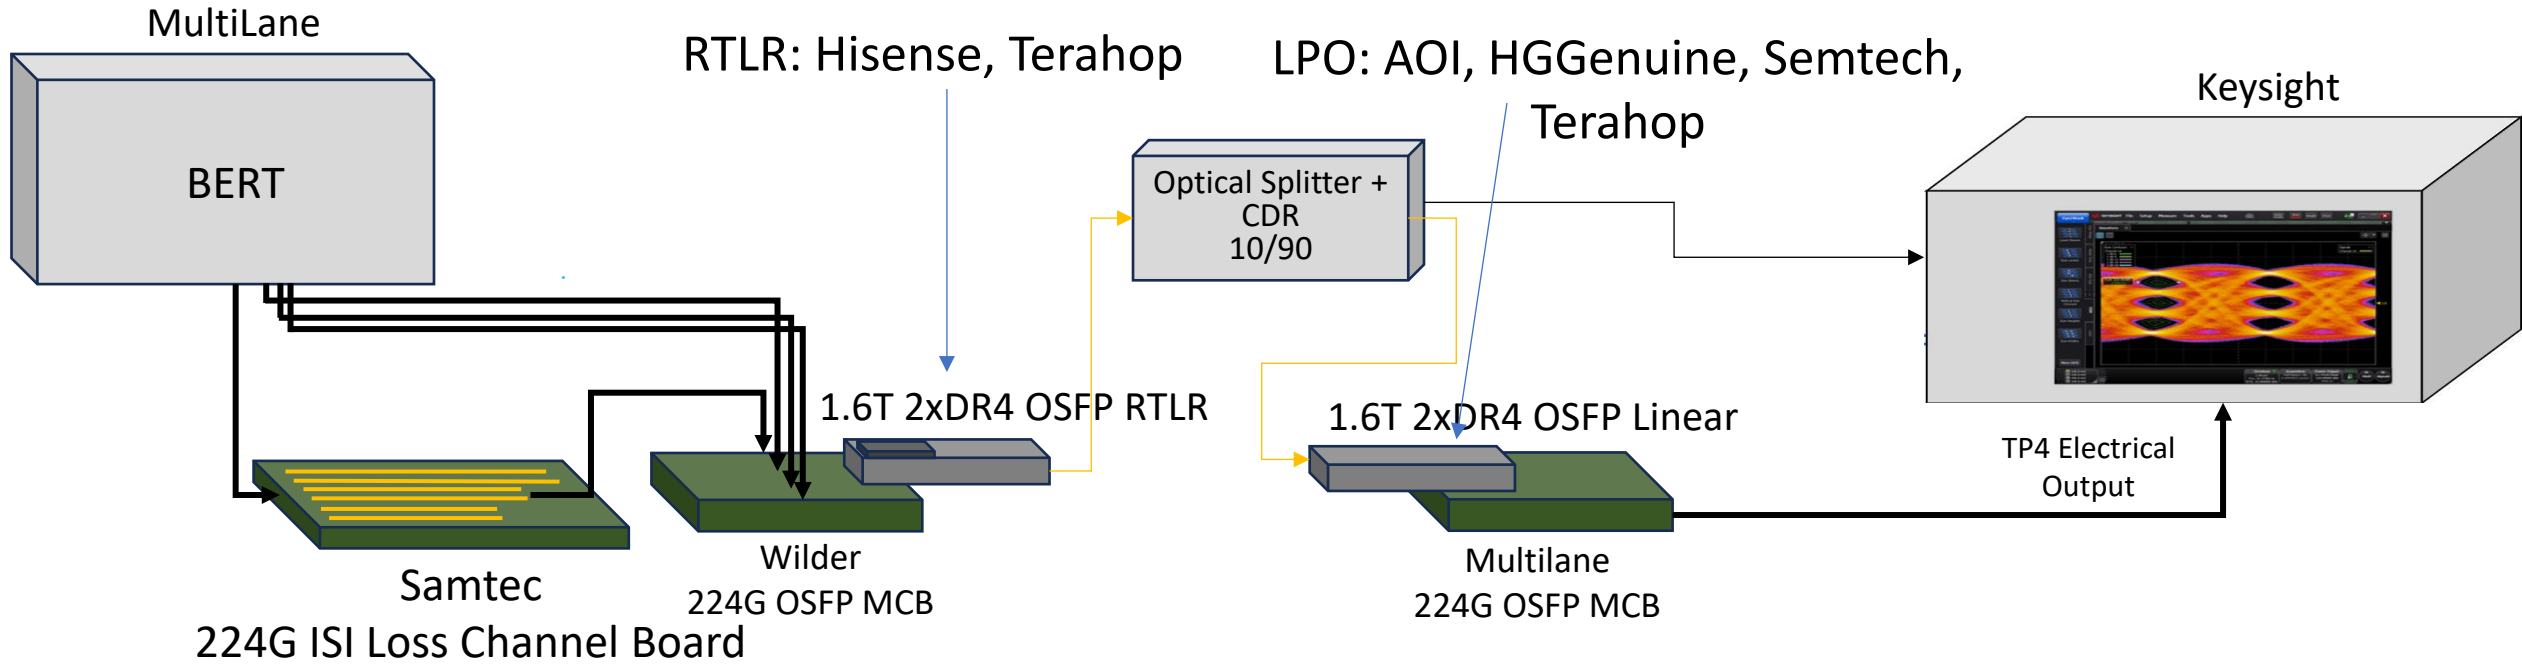 MultiLane
BERT
RTLR: Hisense, Terahop
LPO: AOI, HGGenuine, Semtech,
Terahop
Keysight
Optical Splitter +
CDR
10/90
1.6T 2xDR4 OSFP RTLR
1.6T 2xDR4 OSFP Linear
TP4 Electrical
Output
Samtec
224G ISI Loss Channel Board
Wilder
224G OSFP MCB
Multilane
224G OSFP MCB